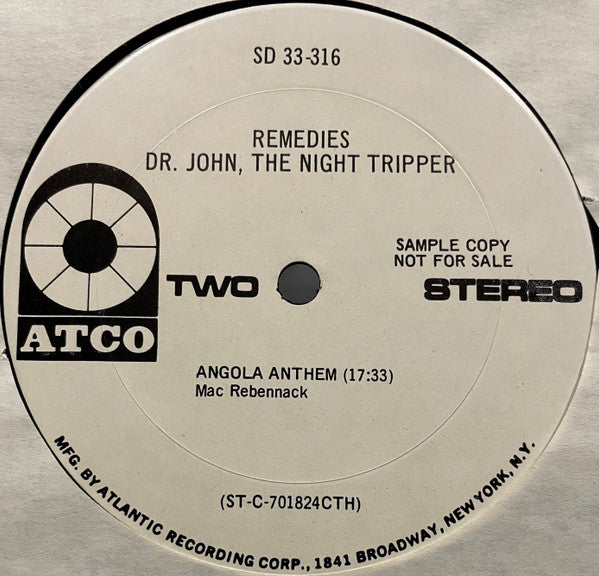 SD 33-316
REMEDIES
DR. JOHN, THE NIGHT TRIPPER
SAMPLE COPY
NOT FOR SALE
TWO
STEREO
ATCO
ANGOLA ANTHEM (17:33)
Mac Rebennack
(ST-C-701824CTH)
MFG. BY ATLANTIC RECORDING CORP., 1841 BROADWAY, NEW YORK, N.Y.